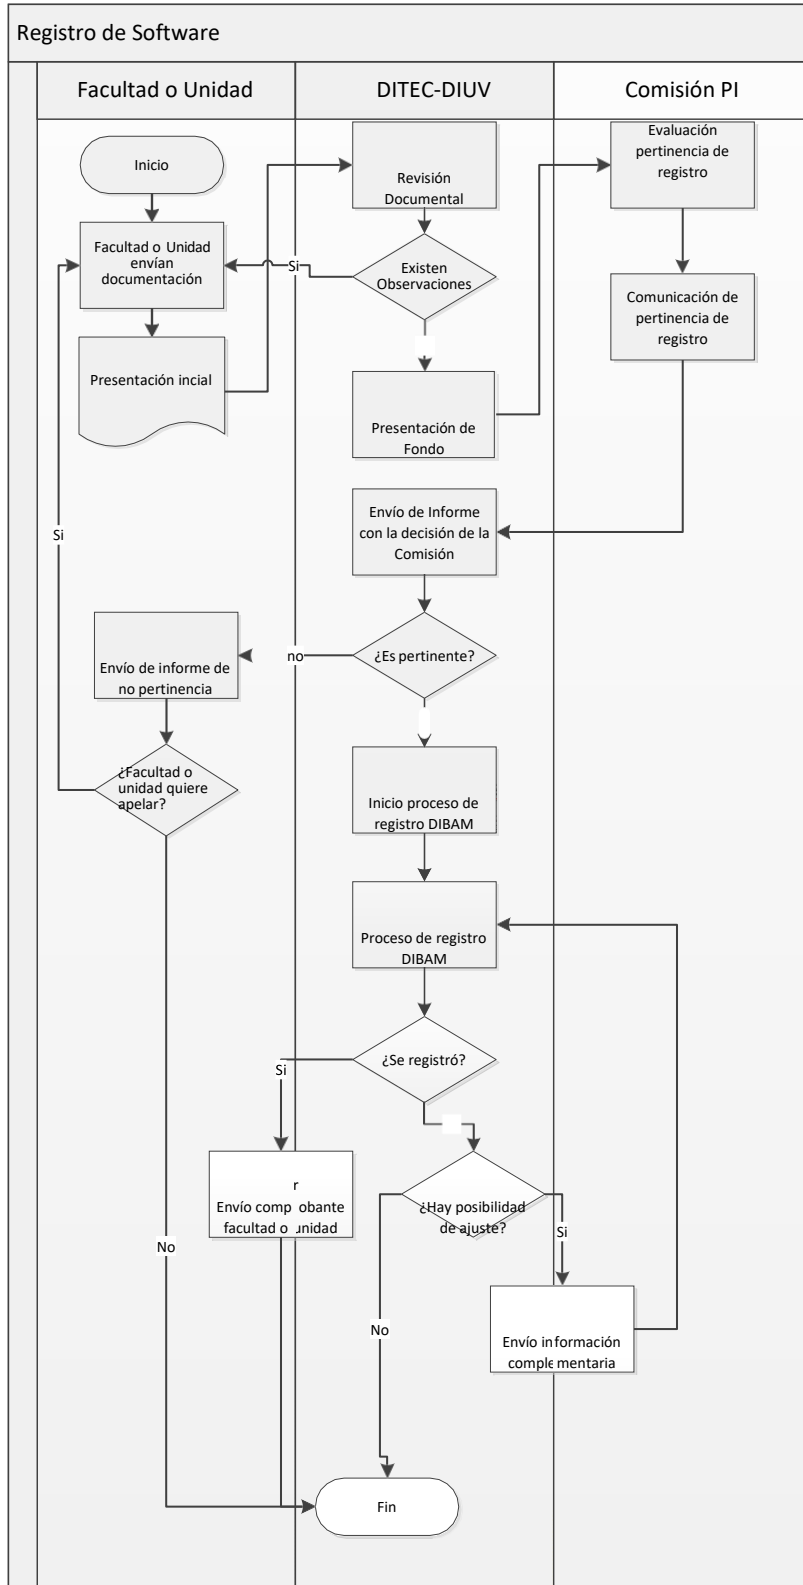 Registro de Software
Facultad o Unidad
DITEC-DIUV
Comisión PI
Inicio
Facultad o Unidad
envían
documentación
Presentación incial
Revisión
Documental
Existen
Observaciones
Si
Presentación de
Fondo
Evaluación
pertinencia de
registro
Comunicación de
pertinencia de
registro
Envío de Informe
con la decisión de la
Comisión
¿Es pertinente?
no
Envío de informe de
no pertinencia
¿Facultad o
unidad quiere
apelar?
Si
No
Inicio proceso de
registro DIBAM
Proceso de registro
DIBAM
¿Se registró?
Si
r
Envío comprobante
facultad o unidad
¿Hay posibilidad
de ajuste?
Si
No
Envío información
complementaria
Fin